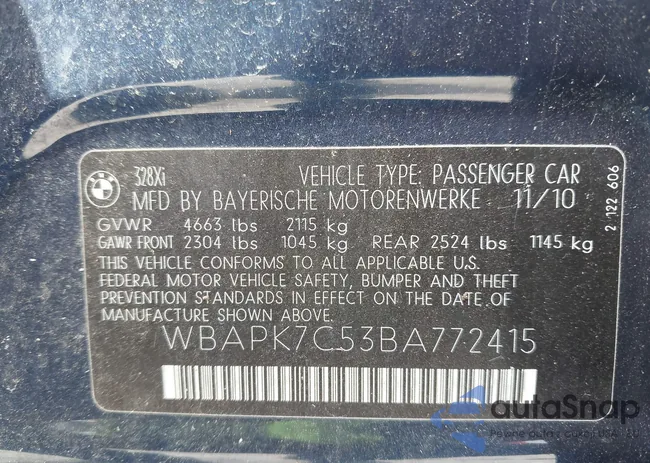 BMW
328Xi VEHICLE TYPE: PASSENGER CAR
MFD BY BAYERISCHE MOTORENWERKE 11/10
GVWR 4663 lbs 2115 kg
GAWR FRONT 2304 lbs 1045 kg REAR 2524 lbs 1145 kg
THIS VEHICLE CONFORMS TO ALL APPLICABLE U.S.
FEDERAL MOTOR VEHICLE SAFETY, BUMPER AND THEFT
PREVENTION STANDARDS IN EFFECT ON THE DATE OF
MANUFACTURE SHOWN ABOVE.
WBAPK7C53BA772415
2 122 606
autaSnap